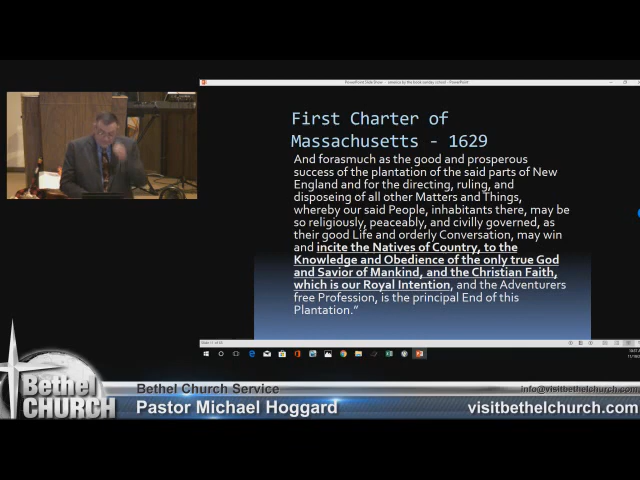 First Charter of
Massachusetts - 1629
And forasmuch as the good and prosperous
success of the plantation of the said parts of New
England and for the directing, ruling, and
disposeing of all other Matters and Things,
whereby our said People, inhabitants there, may be
so religiously, peaceably, and civilly governed, as
their good Life and orderly Conversation, may win
and incite the Natives of Country, to the
Knowledge and Obedience of the only true God
and Savior of Mankind, and the Christian Faith,
which is our Royal Intention, and the Adventurers
free Profession, is the principal End of this
Plantation."
Bethel
CHURCH
Bethel Church Service
info@visitbethelchurch.com
Pastor Michael Hoggard
visitbethelchurch.com